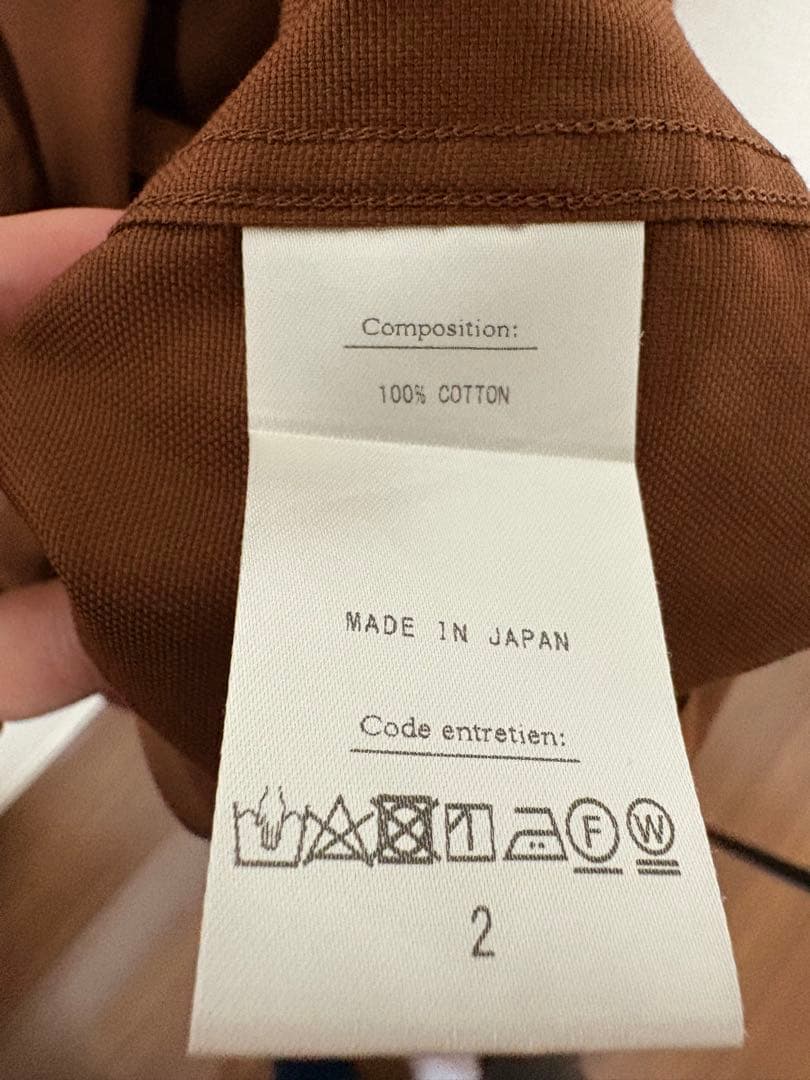 Composition:
100% COTTON
MADE IN JAPAN
Code entretien:
F W
2